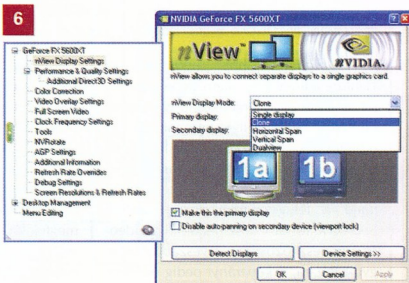 6
GeForce FX 5600XT
nView Display Settings
Performance & Quality Settings
Additional Direct3D Settings
Color Correction
Video Overlay Settings
Full Screen Video
Clock Frequency Settings
Tools
NVRotate
AGP Settings
Additional Information
Refresh Rate Overrides
Debug Settings
Screen Resolutions & Refresh Rates
Desktop Management
Menu Editing
NVIDIA GeForce FX 5600XT
nView
NVIDIA.
nView allows you to connect separate displays to a single graphics card.
nView Display Mode: Clone
Primary display: Single display
Clone
Secondary display: Horizontal Span
Vertical Span
Dualview
1a 1b
Make this the primary display
Disable auto-panning on secondary device (viewport lock)
Detect Displays Device Settings >>
OK Cancel Apply